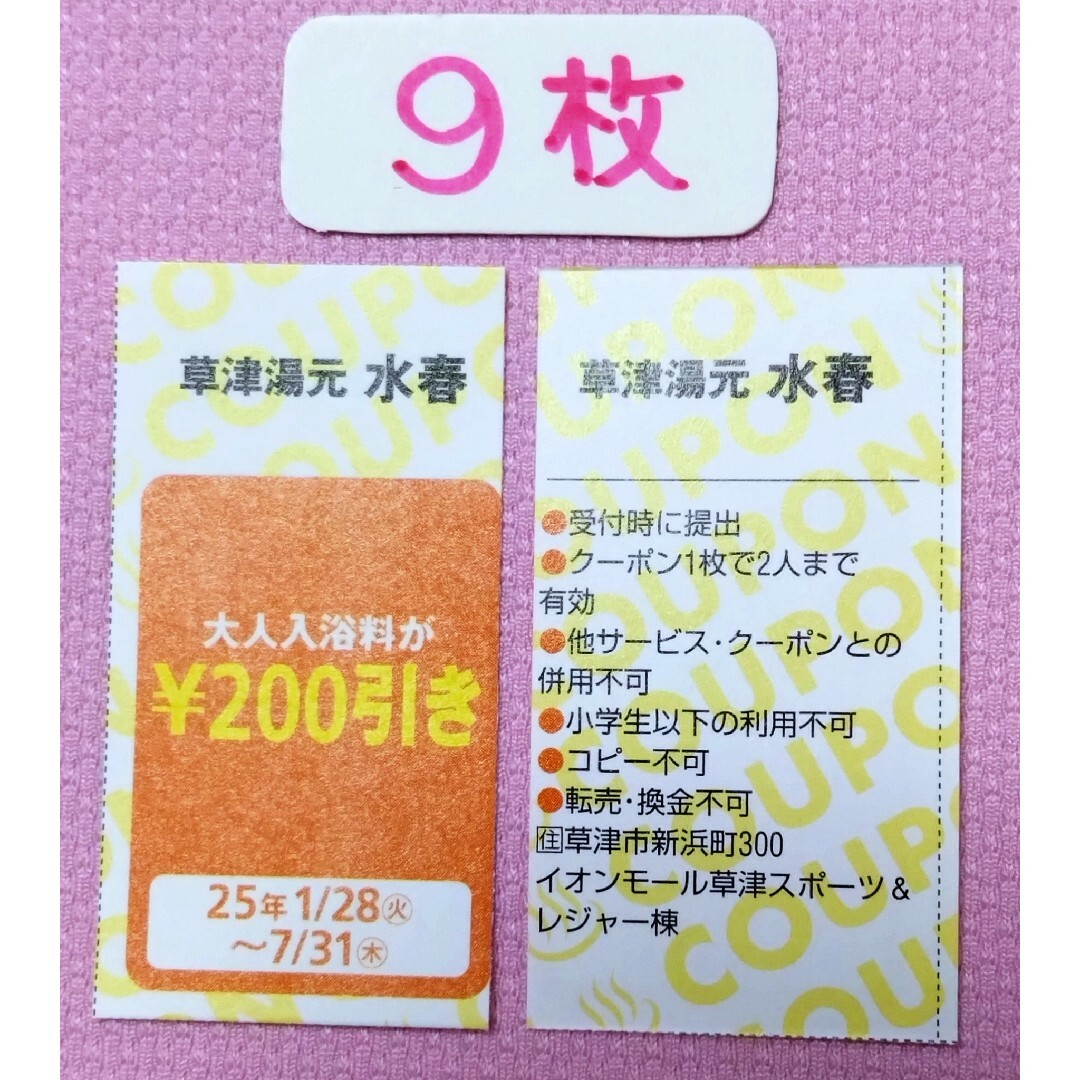 9枚
草津湯元 水春
大人入浴料が
¥200引き
25年1/28㊋
～7/31㊍
草津湯元 水春
●受付時に提出
●クーポン1枚で2人まで
有効
●他サービス・クーポンとの
併用不可
●小学生以下の利用不可
●コピー不可
●転売・換金不可
住草津市新浜町300
イオンモール草津スポーツ&
レジャー棟
COUPON
COUPON
COUPON
COUPON
COUPON